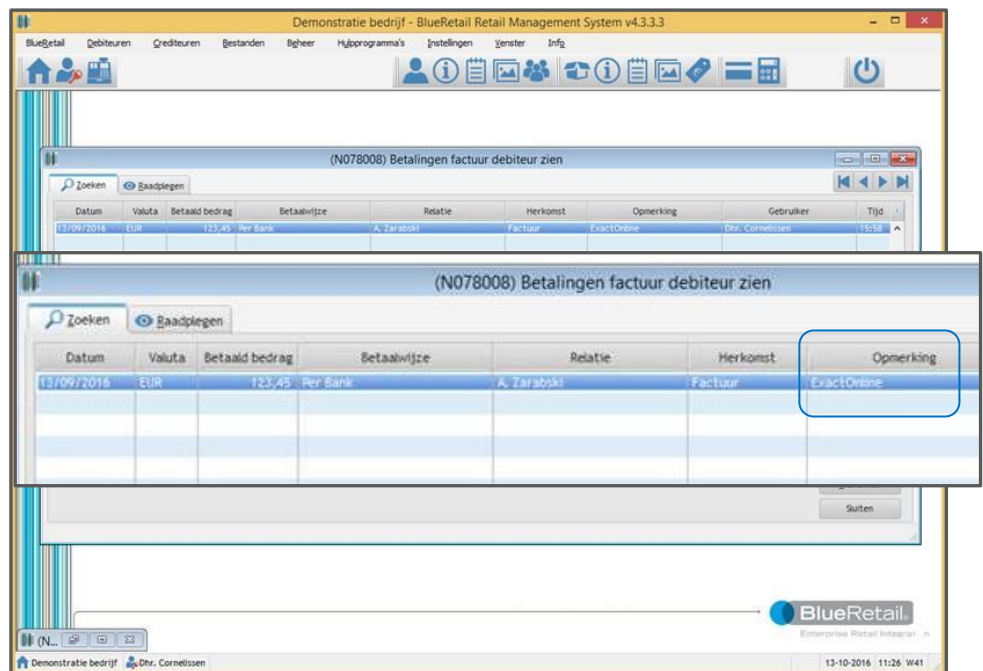 Demonstratie bedrijf - BlueRetail Retail Management System v4.3.3.3
BlueRetail Debiteuren Crediteuren Bestanden Beheer Hulpprogramma's Instellingen Venster Info
(N078008) Betalingen factuur debiteur zien
Zoeken Raadplegen
Datum Valuta Betaald bedrag Betaalwijze Relatie Herkomst Opmerking Gebruiker Tijd
13/09/2016 EUR 123,45 Per Bank A. Zarabski Factuur ExactOnline Dhr. Cornelissen 15:58
(N078008) Betalingen factuur debiteur zien
Zoeken Raadplegen
Datum Valuta Betaald bedrag Betaalwijze Relatie Herkomst Opmerking
13/09/2016 EUR 123,45 Per Bank A. Zarabski Factuur ExactOnline
Sluiten
BlueRetail.
Enterprise Retail
(N...
Demonstratie bedrijf Dhr. Cornelissen 13-10-2016 11:26 W41